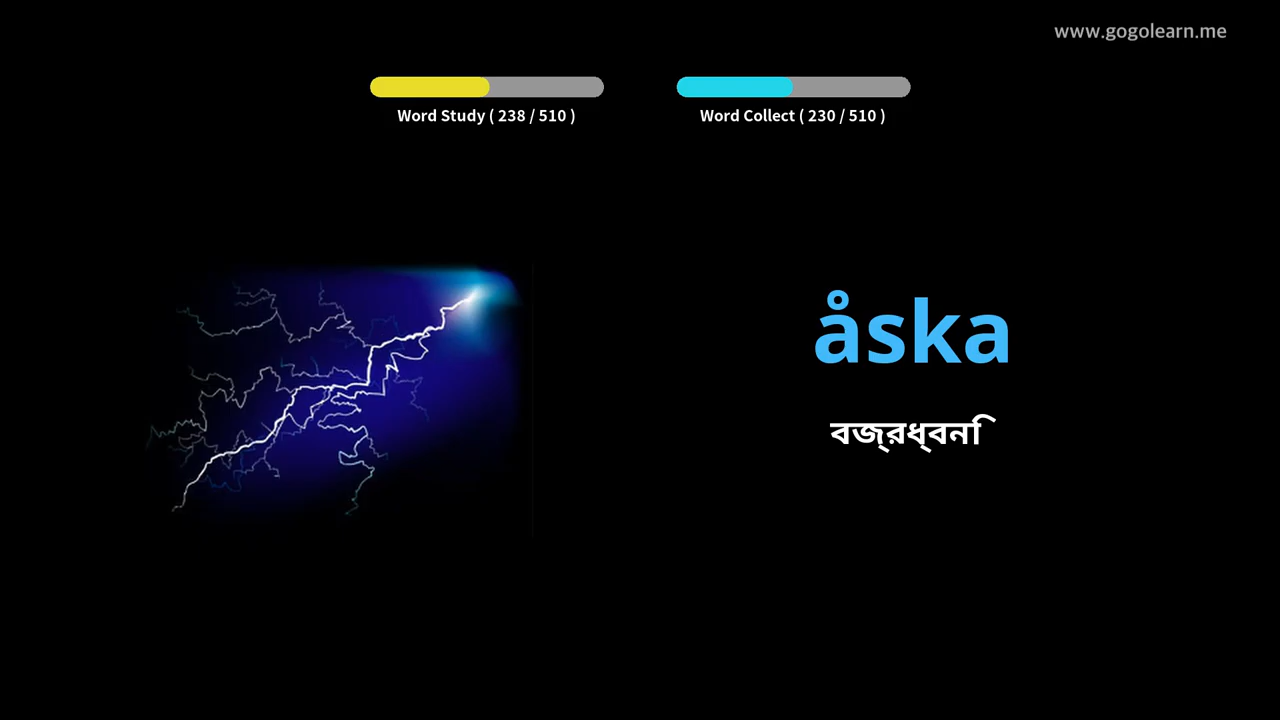 www.gogolearn.me
Word Study ( 238 / 510 )
Word Collect ( 230 / 510 )
åska
বজ্রধ্বনি